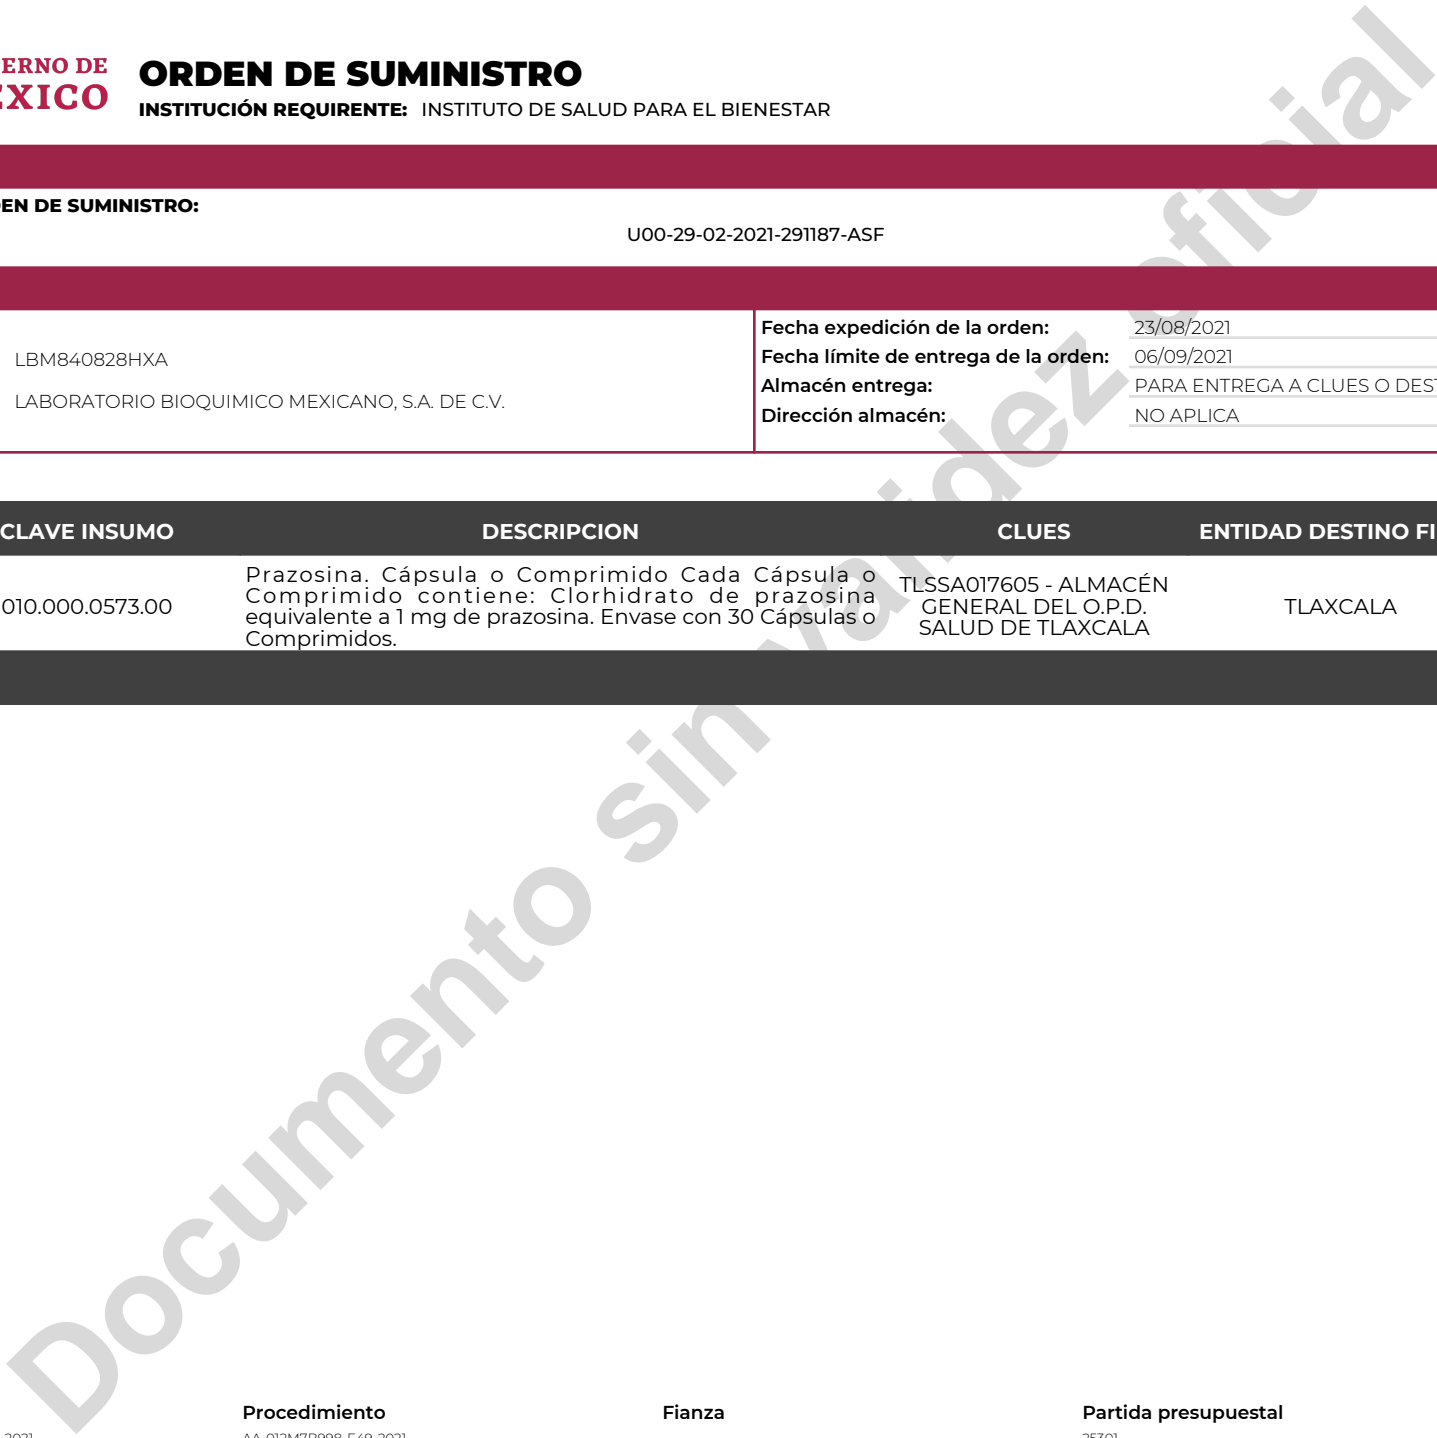 ERNO DE
ORDEN DE SUMINISTRO
INSTITUCIÓN REQUIRENTE: INSTITUTO DE SALUD PARA EL BIENESTAR
EN DE SUMINISTRO:
U00-29-02-2021-291187-ASF
LBM840828HXA
LABORATORIO BIOQUIMICO MEXICANO, S.A. DE C.V.
Fecha expedición de la orden: 23/08/2021
Fecha límite de entrega de la orden: 06/09/2021
Almacén entrega: PARA ENTREGA A CLUES O DEST
Dirección almacén: NO APLICA
CLAVE INSUMO DESCRIPCION CLUES ENTIDAD DESTINO FI
010.000.0573.00
Prazosina. Cápsula o Comprimido Cada Cápsula o
Comprimido contiene: Clorhidrato de prazosina
equivalente a 1 mg de prazosina. Envase con 30 Cápsulas o
Comprimidos.
TLSSA017605 - ALMACÉN
GENERAL DEL O.P.D.
SALUD DE TLAXCALA
TLAXCALA
Documento sin validez oficial
Procedimiento Fianza Partida presupuestal